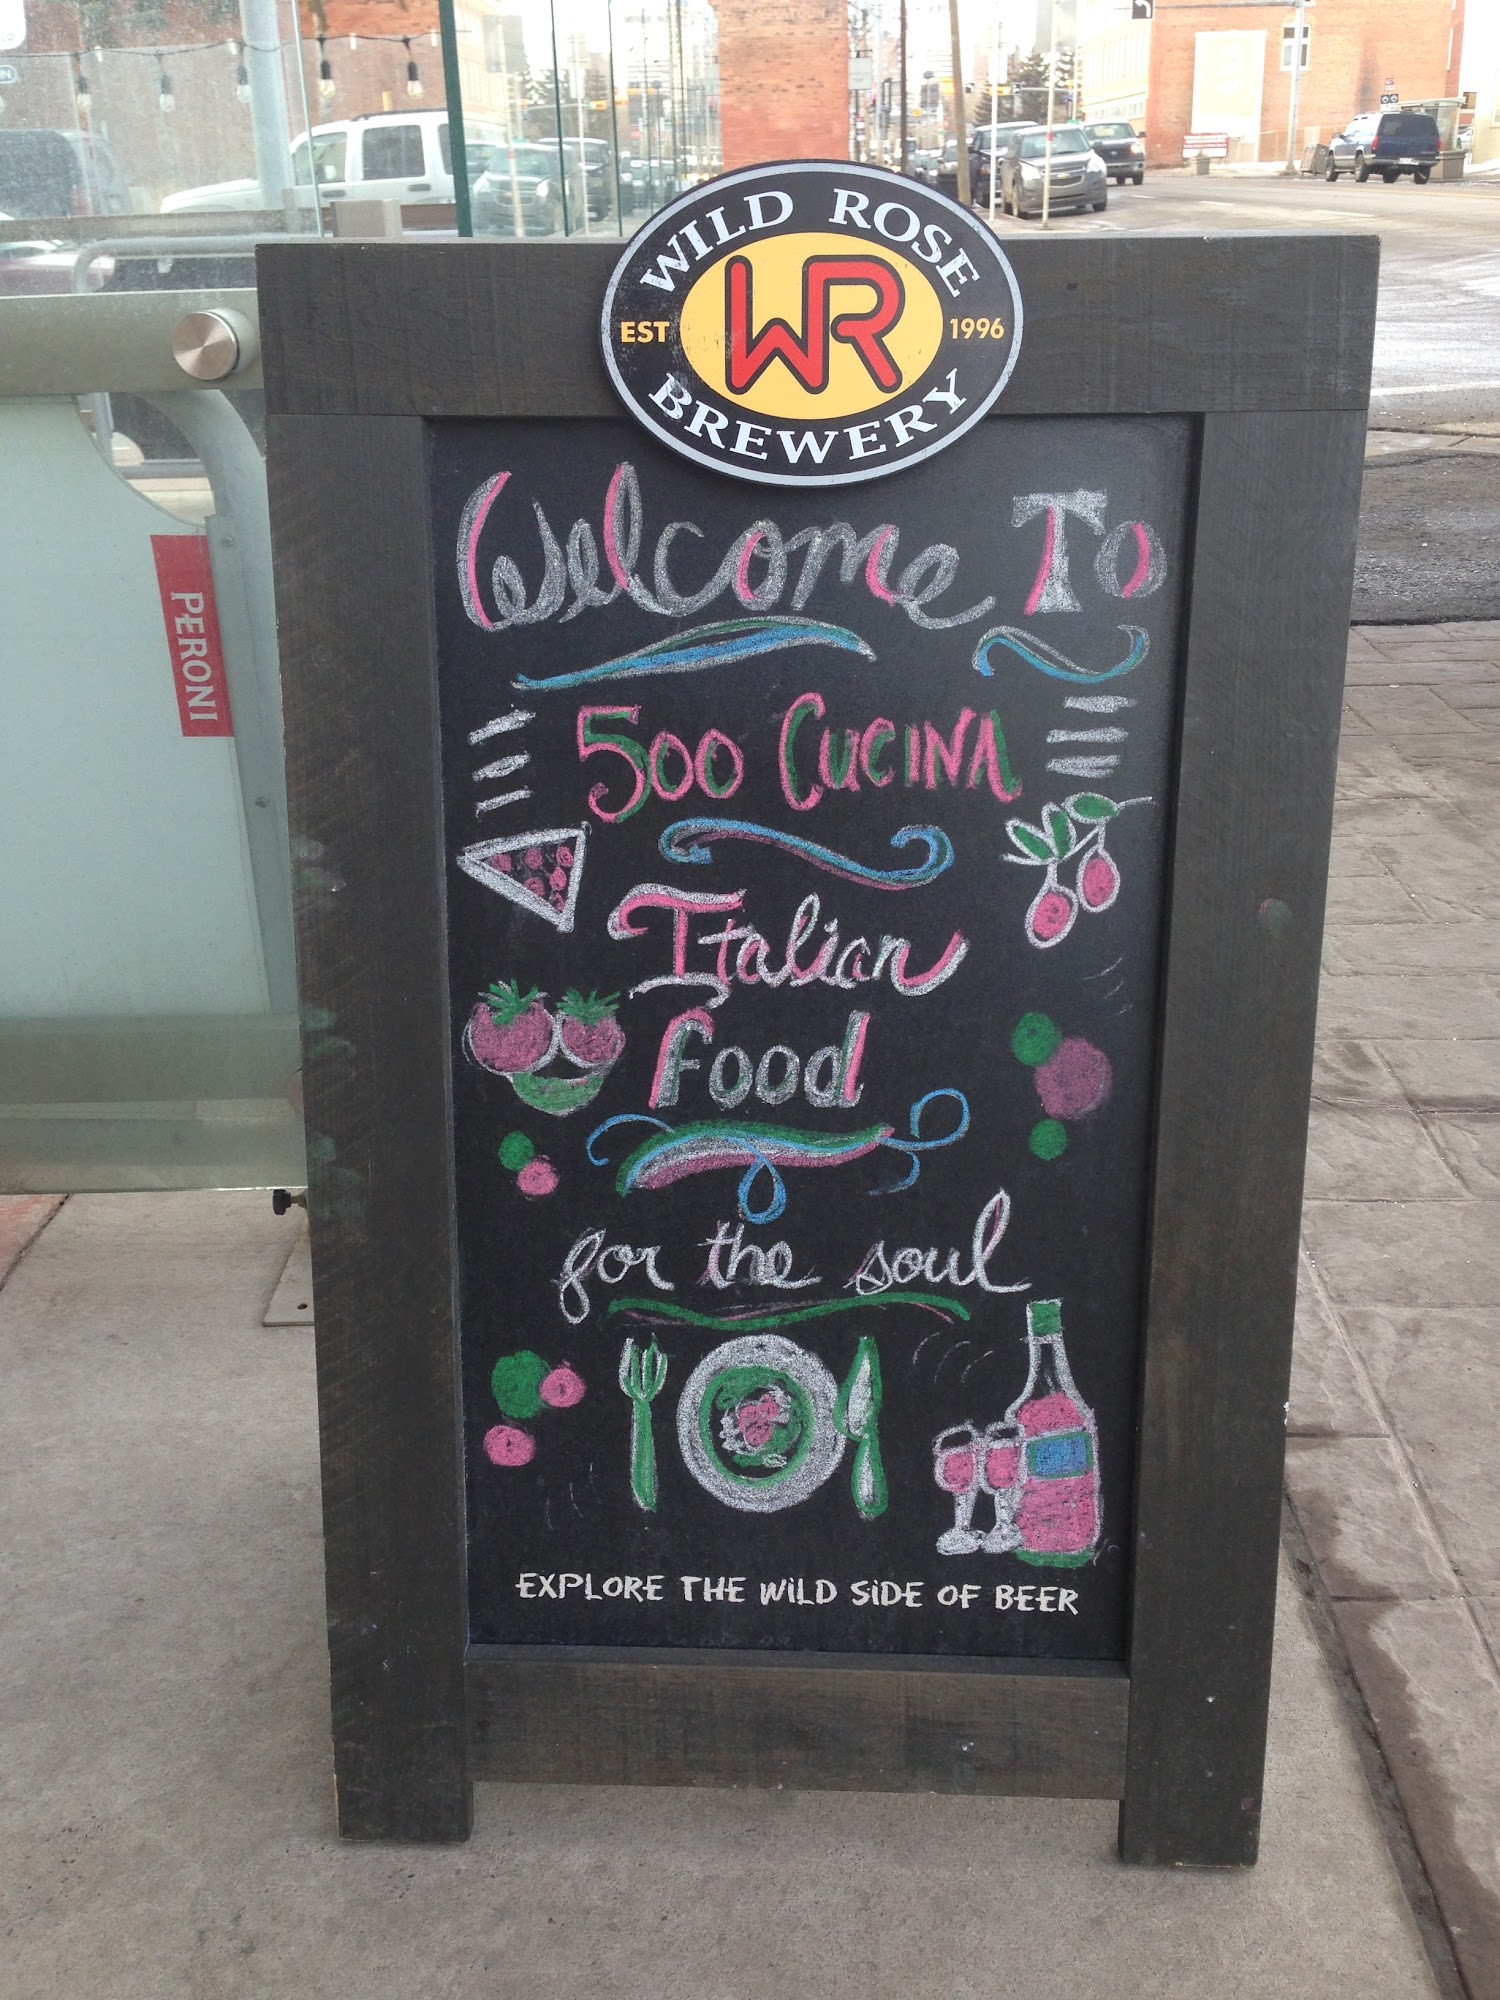 WILD ROSE
EST WR 1996
BREWERY
Welcome To
500 CUCINA
Italian
Food
for the soul
EXPLORE THE WiLD SiDE OF BEER
PERONI